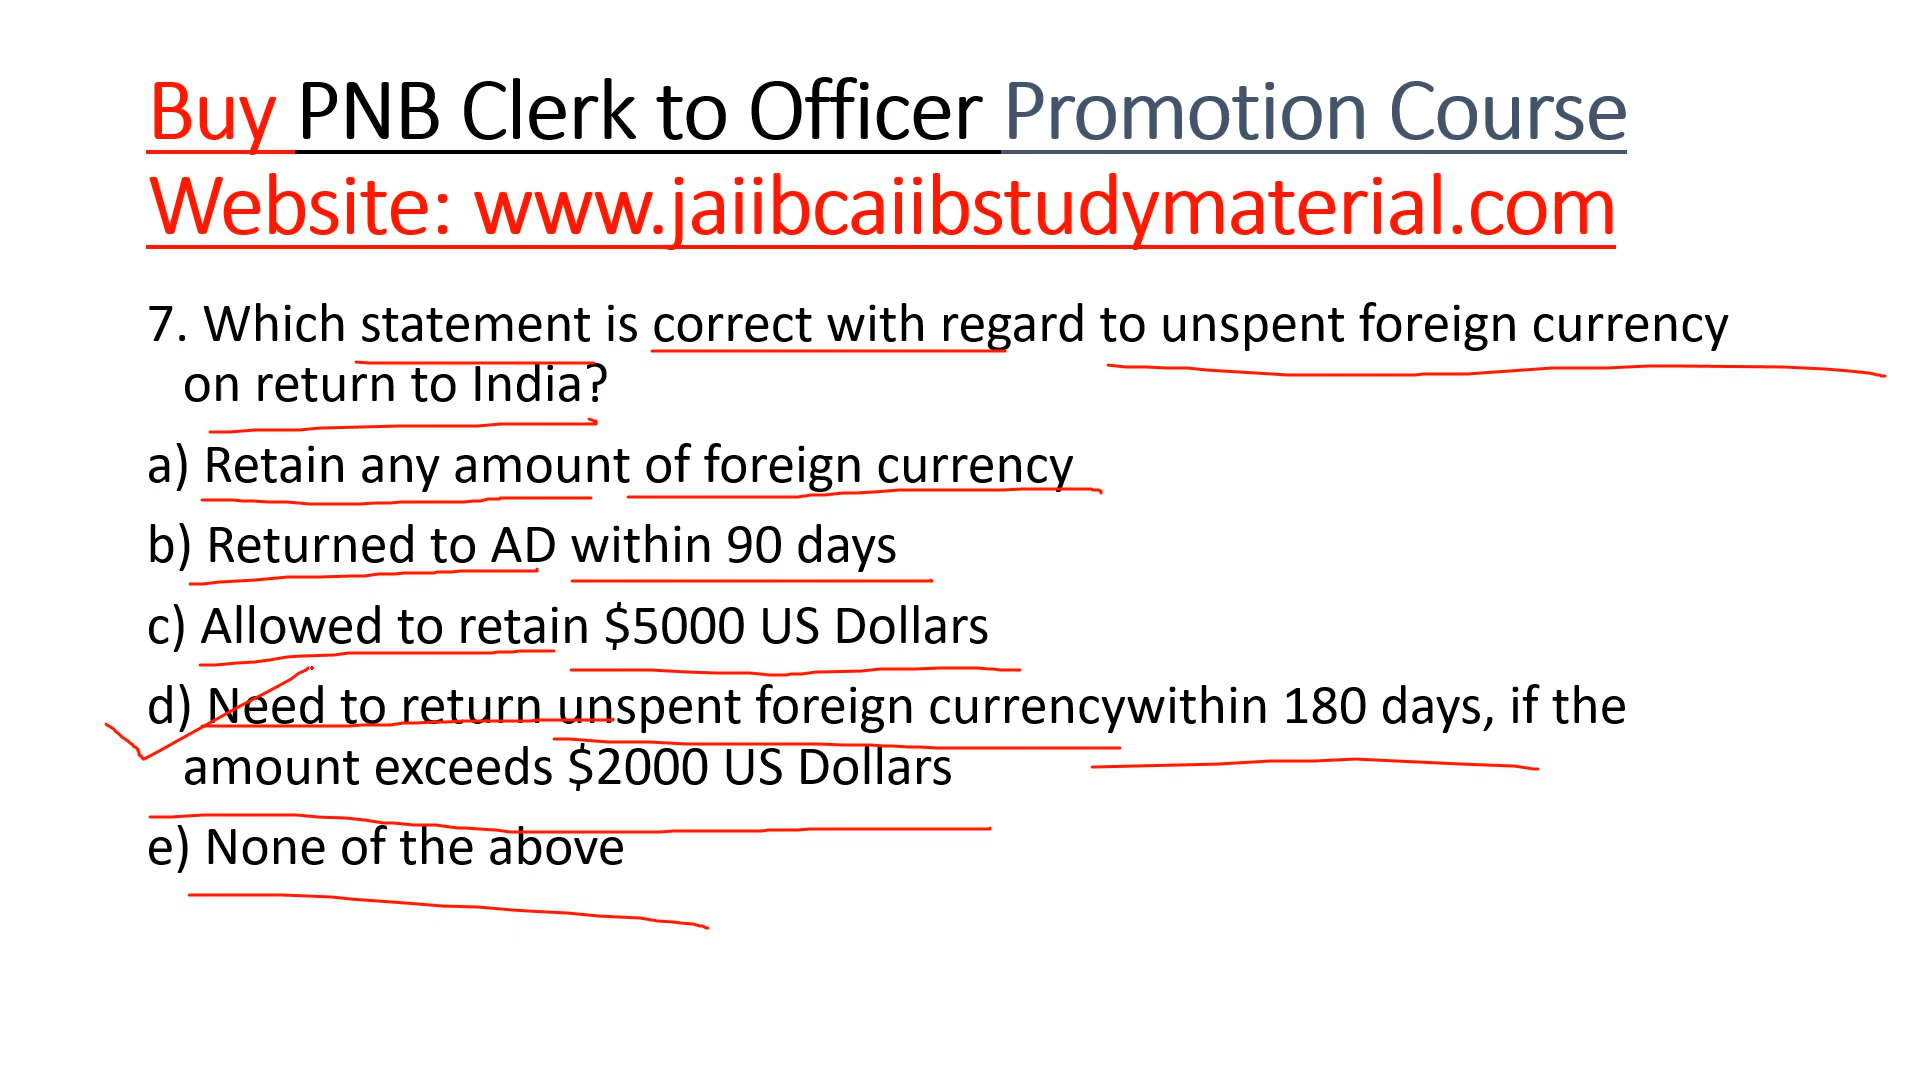 Buy PNB Clerk to Officer Promotion Course
Website: www.jaiibcaiibstudymaterial.com
7. Which statement is correct with regard to unspent foreign currency
on return to India?
a) Retain any amount of foreign currency
b) Returned to AD within 90 days
c) Allowed to retain $5000 US Dollars
d) Need to return unspent foreign currencywithin 180 days, if the
amount exceeds $2000 US Dollars
e) None of the above